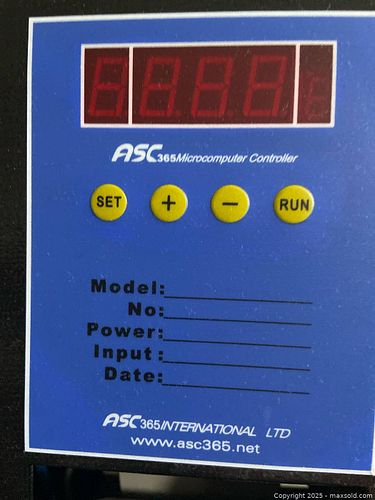 ASC365Microcomputer Controller
SET + − RUN
Model:
No:
Power:
Input :
Date:
ASC365INTERNATIONAL LTD
www.asc365.net
Copyright 2025 - maxsold.com